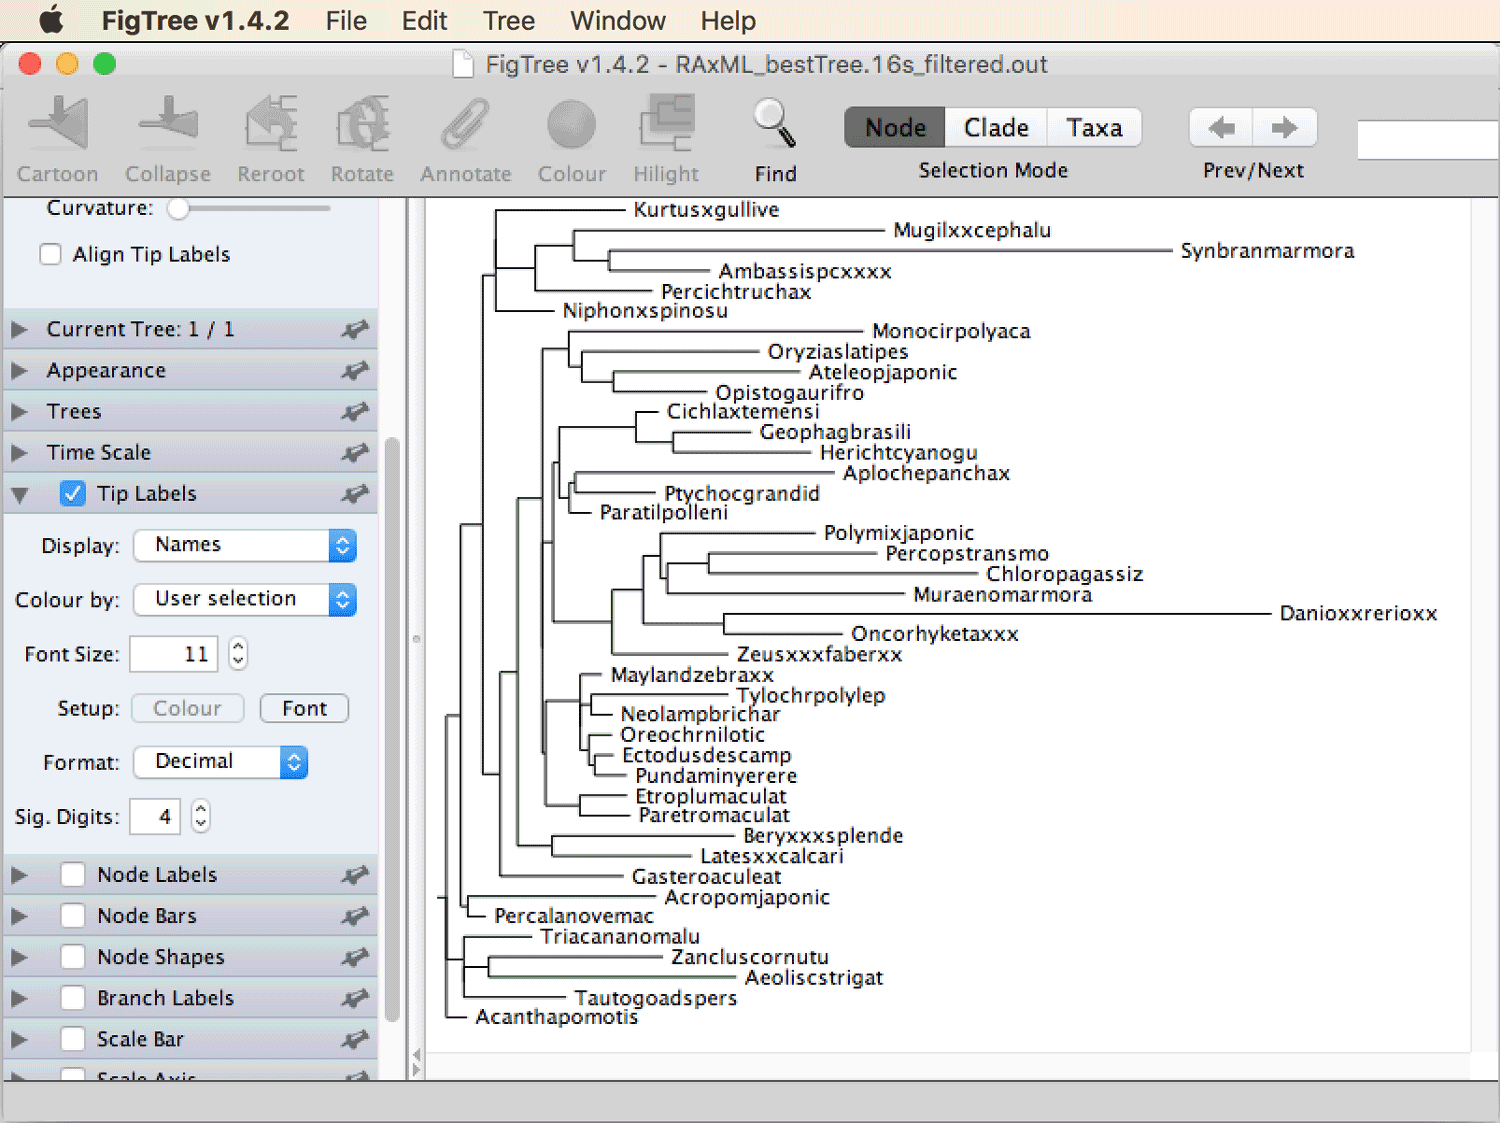 FigTree v1.4.2 File Edit Tree Window Help
FigTree v1.4.2 - RAxML_bestTree.16s_filtered.out
Cartoon Collapse Reroot Rotate Annotate Colour Hilight Find
Node Clade Taxa
Selection Mode
Prev/Next
Curvature:
Align Tip Labels
Current Tree: 1 / 1
Appearance
Trees
Time Scale
Tip Labels
Display: Names
Colour by: User selection
Font Size: 11
Setup: Colour Font
Format: Decimal
Sig. Digits: 4
Node Labels
Node Bars
Node Shapes
Branch Labels
Scale Bar
Scale Axis
Kurtusxgullive
Mugilxxcephalu
Synbranmarmora
Ambassispcxxxx
Percichtruchax
Niphonxspinosu
Monocirpolyaca
Oryziaslatipes
Ateleopjaponic
Opistogaurifro
Cichlaxtemensi
Geophagbrasili
Herichtcyanogu
Aplochepanchax
Ptychocgrandid
Paratilpolleni
Polymixjaponic
Percopstransmo
Chloropagassiz
Muraenomarmora
Danioxxrerioxx
Oncorhyketaxxx
Zeusxxxfaberxx
Maylandzebraxx
Tylochrpolylep
Neolampbrichar
Oreochrnilotic
Ectodusdescamp
Pundaminyerere
Etroplumaculat
Paretromaculat
Beryxxxsplende
Latesxxcalcari
Gasteroaculeat
Acropomjaponic
Percalanovemac
Triacananomalu
Zancluscornutu
Aeoliscstrigat
Tautogoadspers
Acanthapomotis